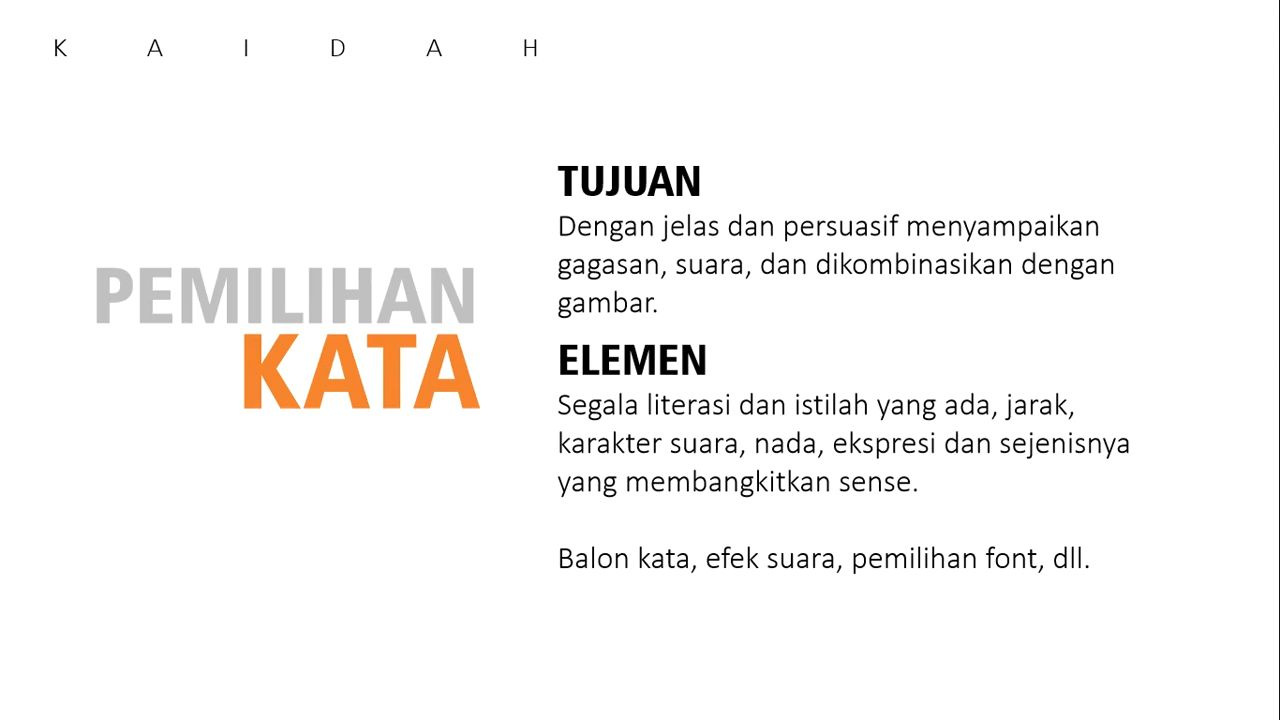 K A I D A H
PEMILIHAN
KATA
TUJUAN
Dengan jelas dan persuasif menyampaikan
gagasan, suara, dan dikombinasikan dengan
gambar.
ELEMEN
Segala literasi dan istilah yang ada, jarak,
karakter suara, nada, ekspresi dan sejenisnya
yang membangkitkan sense.
Balon kata, efek suara, pemilihan font, dll.